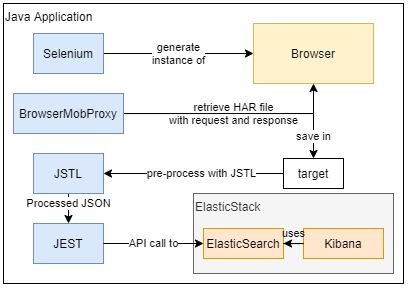 Java Application
Selenium
generate
instance of
Browser
BrowserMobProxy
retrieve HAR file
with request and response
save in
JSTL
pre-process with JSTL
target
Processed JSON
ElasticStack
JEST
API call to
ElasticSearch
uses
Kibana